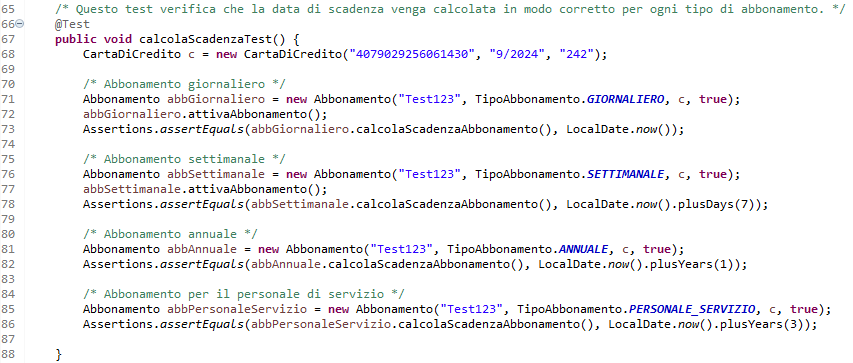 65 /* Questo test verifica che la data di scadenza venga calcolata in modo corretto per ogni tipo di abbonamento. */
66 @Test
67 public void calcolaScadenzaTest() {
68 CartaDiCredito c = new CartaDiCredito("4079029256061430", "9/2024", "242");
69
70 /* Abbonamento giornaliero */
71 Abbonamento abbGiornaliero = new Abbonamento("Test123", TipoAbbonamento.GIORNALIERO, c, true);
72 abbGiornaliero.attivaAbbonamento();
73 Assertions.assertEquals(abbGiornaliero.calcolaScadenzaAbbonamento(), LocalDate.now());
74
75 /* Abbonamento settimanale */
76 Abbonamento abbSettimanale = new Abbonamento("Test123", TipoAbbonamento.SETTIMANALE, c, true);
77 abbSettimanale.attivaAbbonamento();
78 Assertions.assertEquals(abbSettimanale.calcolaScadenzaAbbonamento(), LocalDate.now().plusDays(7));
79
80 /* Abbonamento annuale */
81 Abbonamento abbAnnuale = new Abbonamento("Test123", TipoAbbonamento.ANNUALE, c, true);
82 Assertions.assertEquals(abbAnnuale.calcolaScadenzaAbbonamento(), LocalDate.now().plusYears(1));
83
84 /* Abbonamento per il personale di servizio */
85 Abbonamento abbPersonaleServizio = new Abbonamento("Test123", TipoAbbonamento.PERSONALE_SERVIZIO, c, true);
86 Assertions.assertEquals(abbPersonaleServizio.calcolaScadenzaAbbonamento(), LocalDate.now().plusYears(3));
87
88 }